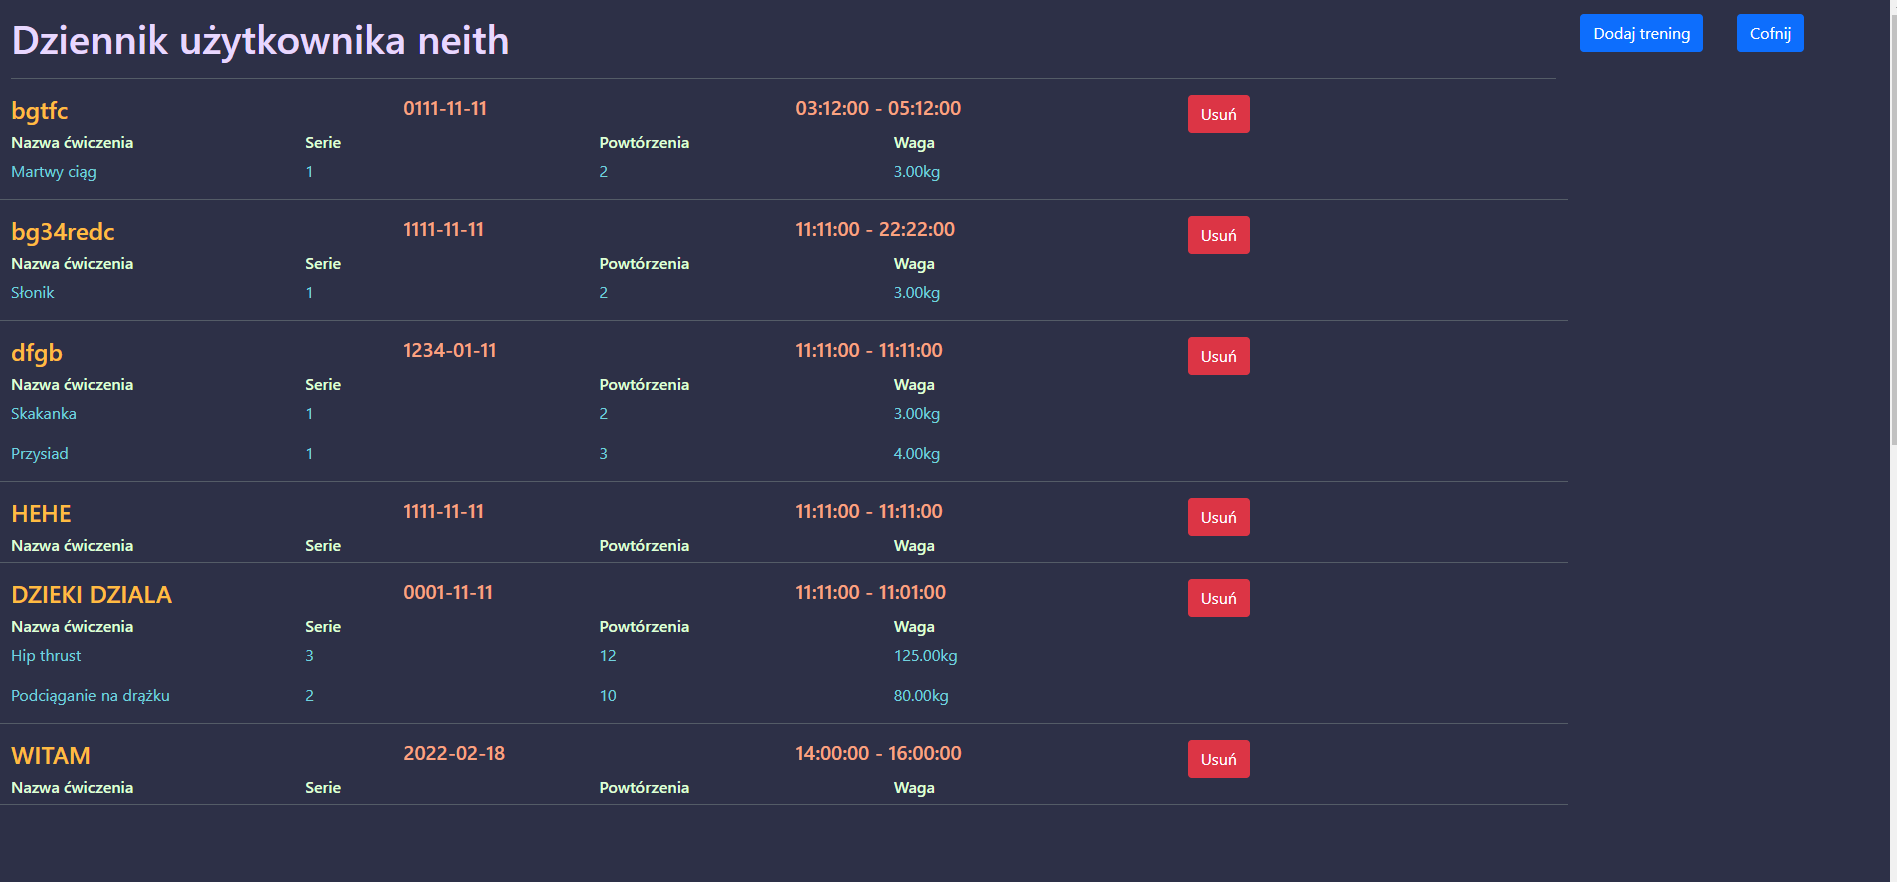 Dziennik użytkownika neith Dodaj trening Cofnij
bgtfc 0111-11-11 03:12:00 - 05:12:00 Usuń
Nazwa ćwiczenia Serie Powtórzenia Waga
Martwy ciąg 1 2 3.00kg
bg34redc 1111-11-11 11:11:00 - 22:22:00 Usuń
Nazwa ćwiczenia Serie Powtórzenia Waga
Słonik 1 2 3.00kg
dfgb 1234-01-11 11:11:00 - 11:11:00 Usuń
Nazwa ćwiczenia Serie Powtórzenia Waga
Skakanka 1 2 3.00kg
Przysiad 1 3 4.00kg
HEHE 1111-11-11 11:11:00 - 11:11:00 Usuń
Nazwa ćwiczenia Serie Powtórzenia Waga
DZIEKI DZIALA 0001-11-11 11:11:00 - 11:01:00 Usuń
Nazwa ćwiczenia Serie Powtórzenia Waga
Hip thrust 3 12 125.00kg
Podciąganie na drążku 2 10 80.00kg
WITAM 2022-02-18 14:00:00 - 16:00:00 Usuń
Nazwa ćwiczenia Serie Powtórzenia Waga